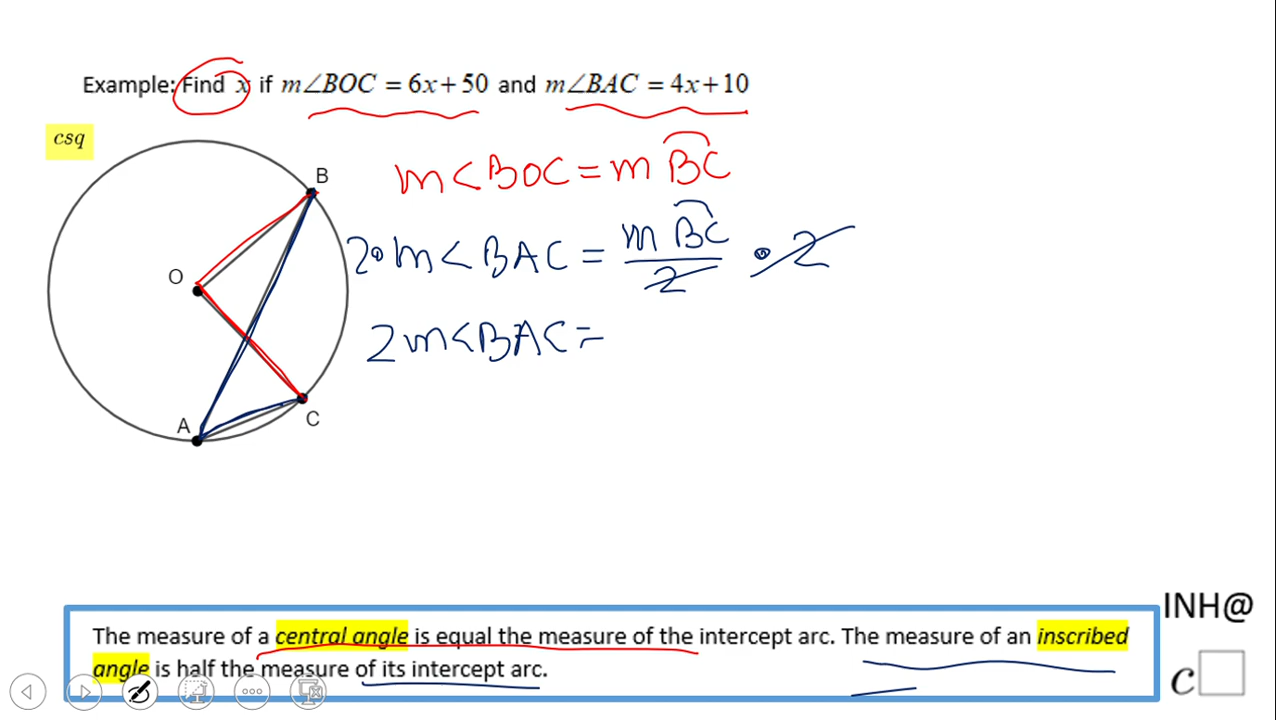 Example: Find x if m∠BOC = 6x+50 and m∠BAC = 4x+10
csq
B
m<BOC = m BC
2•m<BAC = m BC / 2 • 2
O
2m<BAC =
A
C
INH@
The measure of a central angle is equal the measure of the intercept arc. The measure of an inscribed
angle is half the measure of its intercept arc.
c